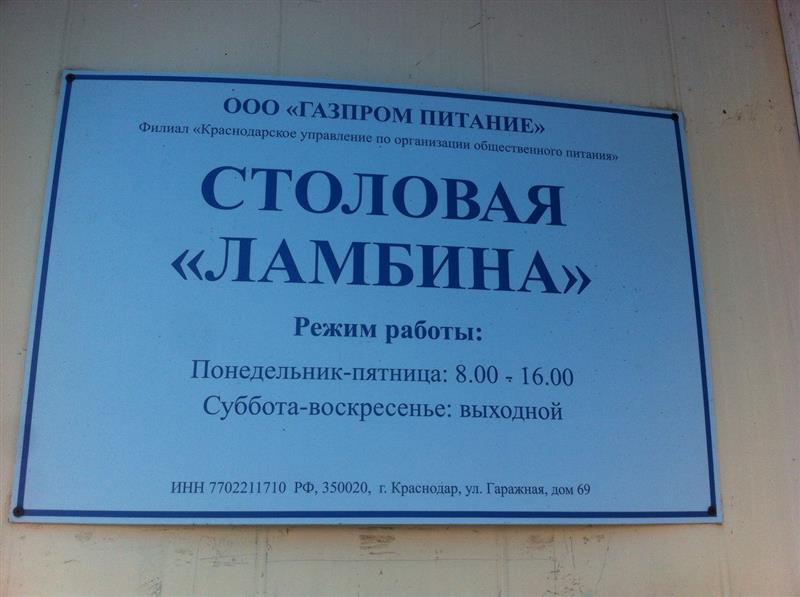 ООО «ГАЗПРОМ ПИТАНИЕ»
Филиал «Краснодарское управление по организации общественного питания»
СТОЛОВАЯ
«ЛАМБИНА»
Режим работы:
Понедельник-пятница: 8.00 - 16.00
Суббота-воскресенье: выходной
ИНН 7702211710 РФ, 350020, г. Краснодар, ул. Гаражная, дом 69